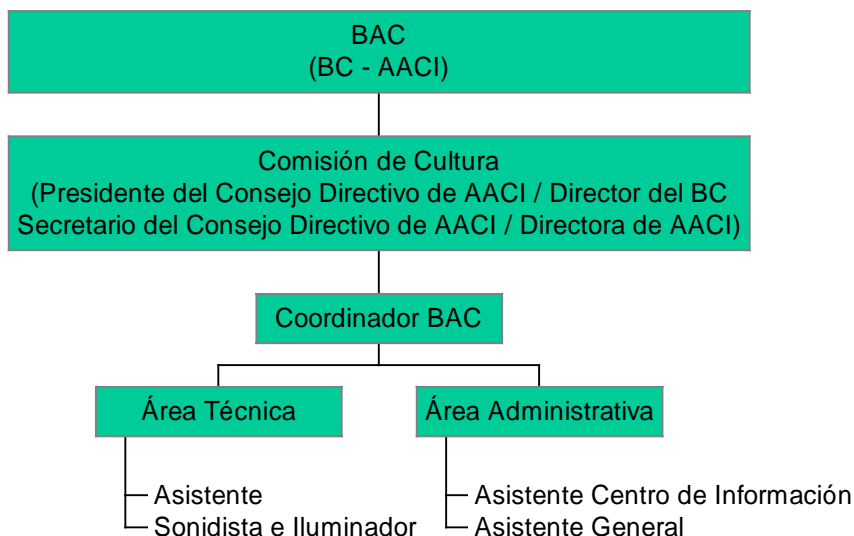 BAC
(BC - AACI)
Comisión de Cultura
(Presidente del Consejo Directivo de AACI / Director del BC
Secretario del Consejo Directivo de AACI / Directora de AACI)
Coordinador BAC
Área Técnica
Área Administrativa
Asistente
Sonidista e Iluminador
Asistente Centro de Información
Asistente General